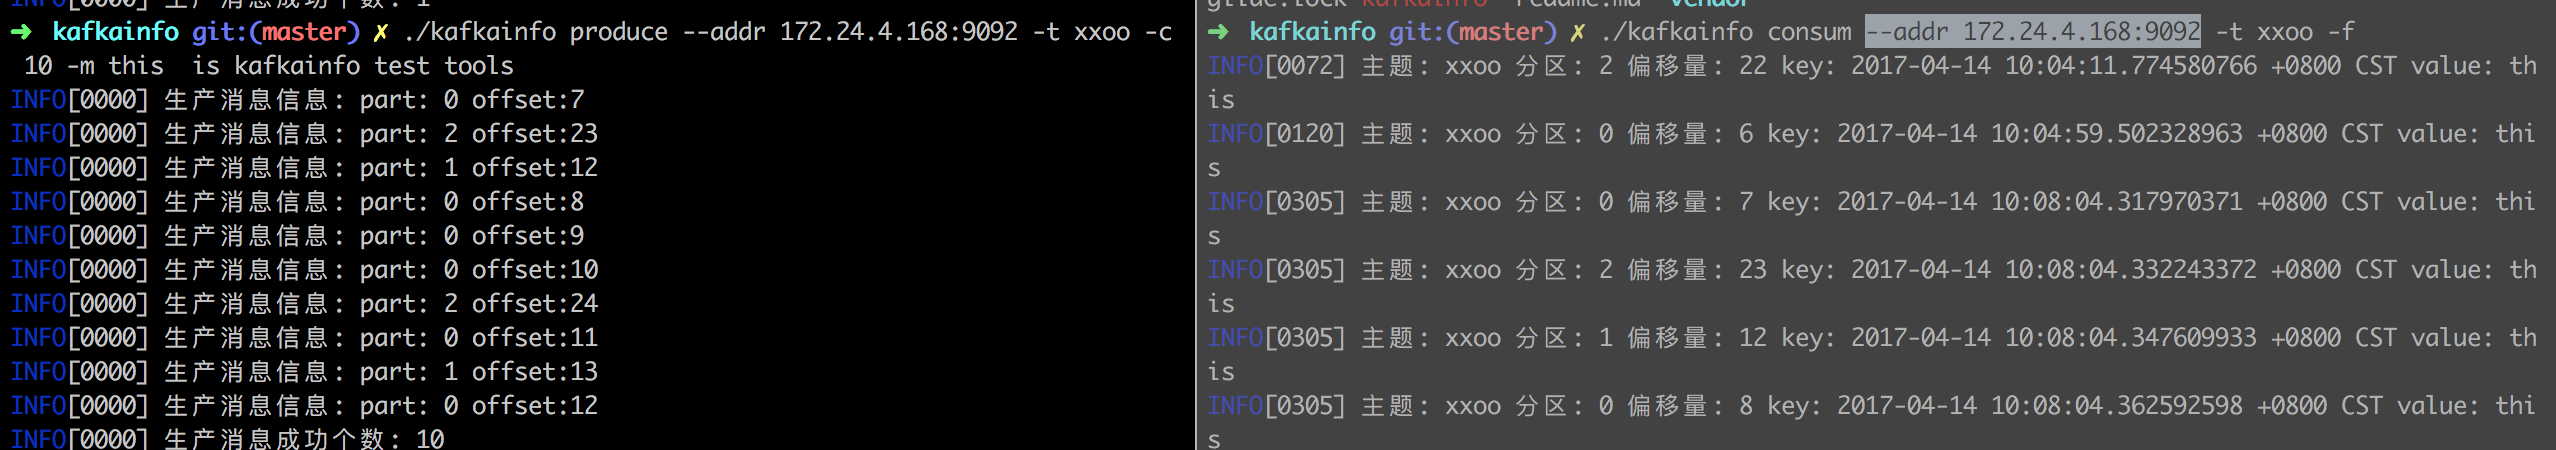 INFO[0000] 生产消息成功个数: 1
➜  kafkainfo git:(master) ✗ ./kafkainfo produce --addr 172.24.4.168:9092 -t xxoo -c
 10 -m this  is kafkainfo test tools
INFO[0000] 生产消息信息: part: 0 offset:7
INFO[0000] 生产消息信息: part: 2 offset:23
INFO[0000] 生产消息信息: part: 1 offset:12
INFO[0000] 生产消息信息: part: 0 offset:8
INFO[0000] 生产消息信息: part: 0 offset:9
INFO[0000] 生产消息信息: part: 0 offset:10
INFO[0000] 生产消息信息: part: 2 offset:24
INFO[0000] 生产消息信息: part: 0 offset:11
INFO[0000] 生产消息信息: part: 1 offset:13
INFO[0000] 生产消息信息: part: 0 offset:12
INFO[0000] 生产消息成功个数: 10
glide.lock kafkainfo  readme.md  vendor
➜  kafkainfo git:(master) ✗ ./kafkainfo consum --addr 172.24.4.168:9092 -t xxoo -f
INFO[0072] 主题: xxoo 分区: 2 偏移量: 22 key: 2017-04-14 10:04:11.774580766 +0800 CST value: th
is
INFO[0120] 主题: xxoo 分区: 0 偏移量: 6 key: 2017-04-14 10:04:59.502328963 +0800 CST value: thi
s
INFO[0305] 主题: xxoo 分区: 0 偏移量: 7 key: 2017-04-14 10:08:04.317970371 +0800 CST value: thi
s
INFO[0305] 主题: xxoo 分区: 2 偏移量: 23 key: 2017-04-14 10:08:04.332243372 +0800 CST value: th
is
INFO[0305] 主题: xxoo 分区: 1 偏移量: 12 key: 2017-04-14 10:08:04.347609933 +0800 CST value: th
is
INFO[0305] 主题: xxoo 分区: 0 偏移量: 8 key: 2017-04-14 10:08:04.362592598 +0800 CST value: thi
s